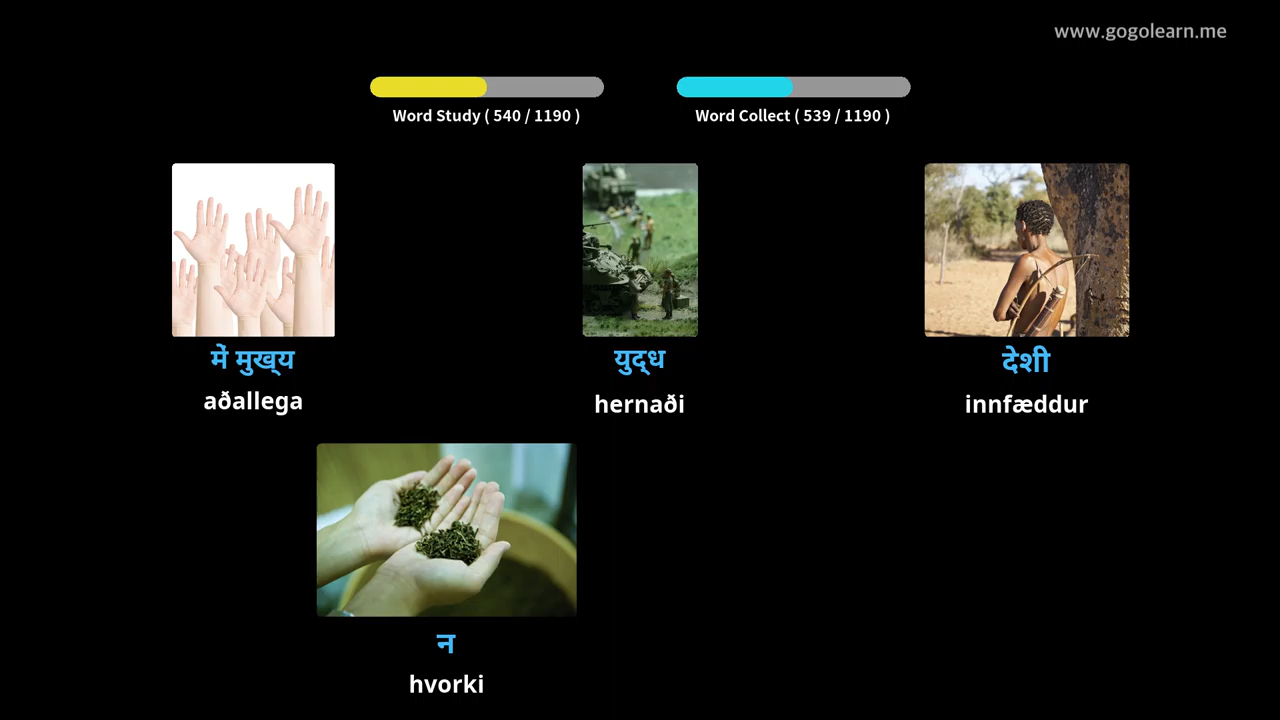 www.gogolearn.me
Word Study ( 540 / 1190 )
Word Collect ( 539 / 1190 )
में मुख्य
aðallega
युद्ध
hernaði
देशी
innfæddur
न
hvorki